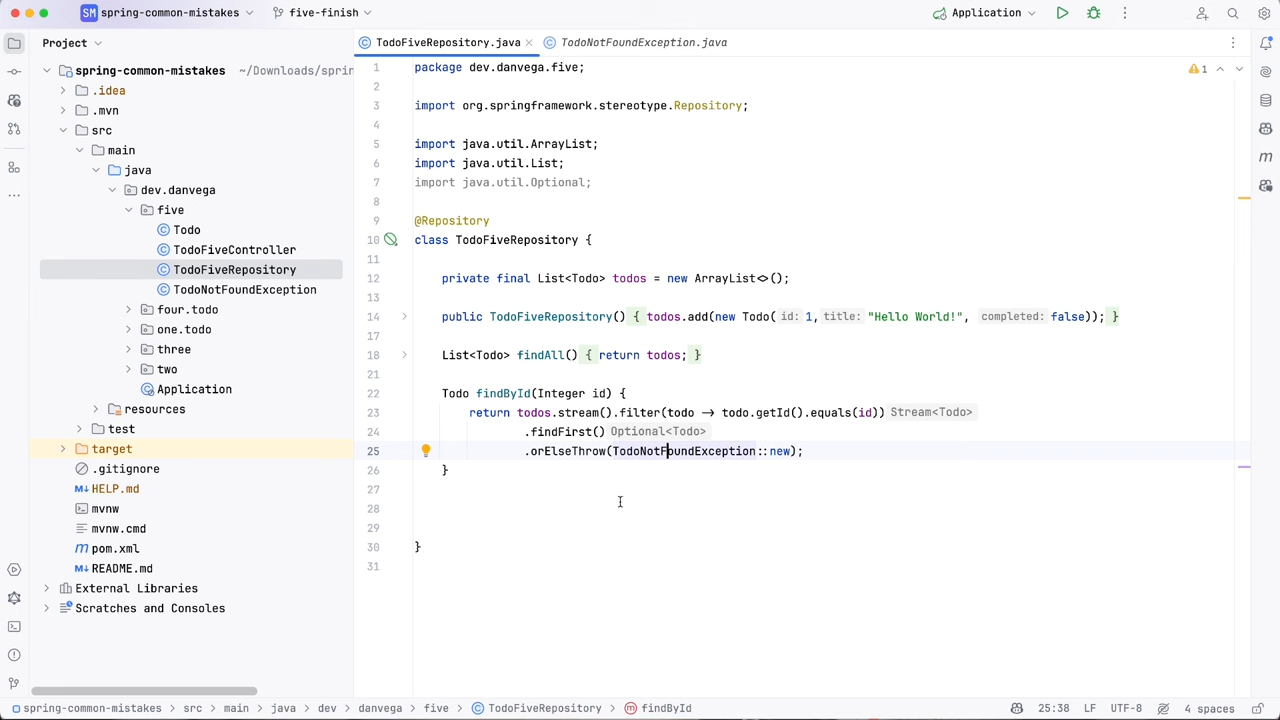 SM spring-common-mistakes five-finish Application
Project
spring-common-mistakes ~/Downloads/sprin
.idea
.mvn
src
main
java
dev.danvega
five
Todo
TodoFiveController
TodoFiveRepository
TodoNotFoundException
four.todo
one.todo
three
two
Application
resources
test
target
.gitignore
HELP.md
mvnw
mvnw.cmd
pom.xml
README.md
External Libraries
Scratches and Consoles
TodoFiveRepository.java TodoNotFoundException.java
1 package dev.danvega.five; 1
2
3 import org.springframework.stereotype.Repository;
4
5 import java.util.ArrayList;
6 import java.util.List;
7 import java.util.Optional;
8
9 @Repository
10 class TodoFiveRepository {
11
12 private final List<Todo> todos = new ArrayList<>();
13
14 public TodoFiveRepository() { todos.add(new Todo( id: 1, title: "Hello World!", completed: false)); }
17
18 List<Todo> findAll() { return todos; }
21
22 Todo findById(Integer id) {
23 return todos.stream().filter(todo -> todo.getId().equals(id)) Stream<Todo>
24 .findFirst() Optional<Todo>
25 .orElseThrow(TodoNotFoundException::new);
26 }
27
28
29
30 }
31
spring-common-mistakes > src > main > java > dev > danvega > five > TodoFiveRepository > findById 25:38 LF UTF-8 4 spaces